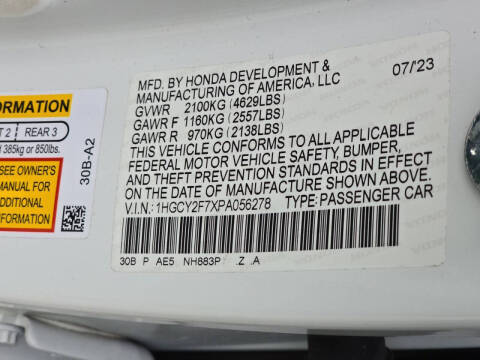 MFD. BY HONDA DEVELOPMENT &
MANUFACTURING OF AMERICA, LLC 07/23
GVWR 2100KG (4629LBS)
GAWR F 1160KG (2557LBS)
GAWR R 970KG (2138LBS)
THIS VEHICLE CONFORMS TO ALL APPLICABLE
FEDERAL MOTOR VEHICLE SAFETY, BUMPER,
AND THEFT PREVENTION STANDARDS IN EFFECT
ON THE DATE OF MANUFACTURE SHOWN ABOVE.
V.I.N.: 1HGCY2F7XPA056278 TYPE: PASSENGER CAR
30B P AE5 NH883P .Z .A
FORMATION
T 2 REAR 3
385kg or 850lbs.
SEE OWNER'S
MANUAL FOR
ADDITIONAL
30B-A2